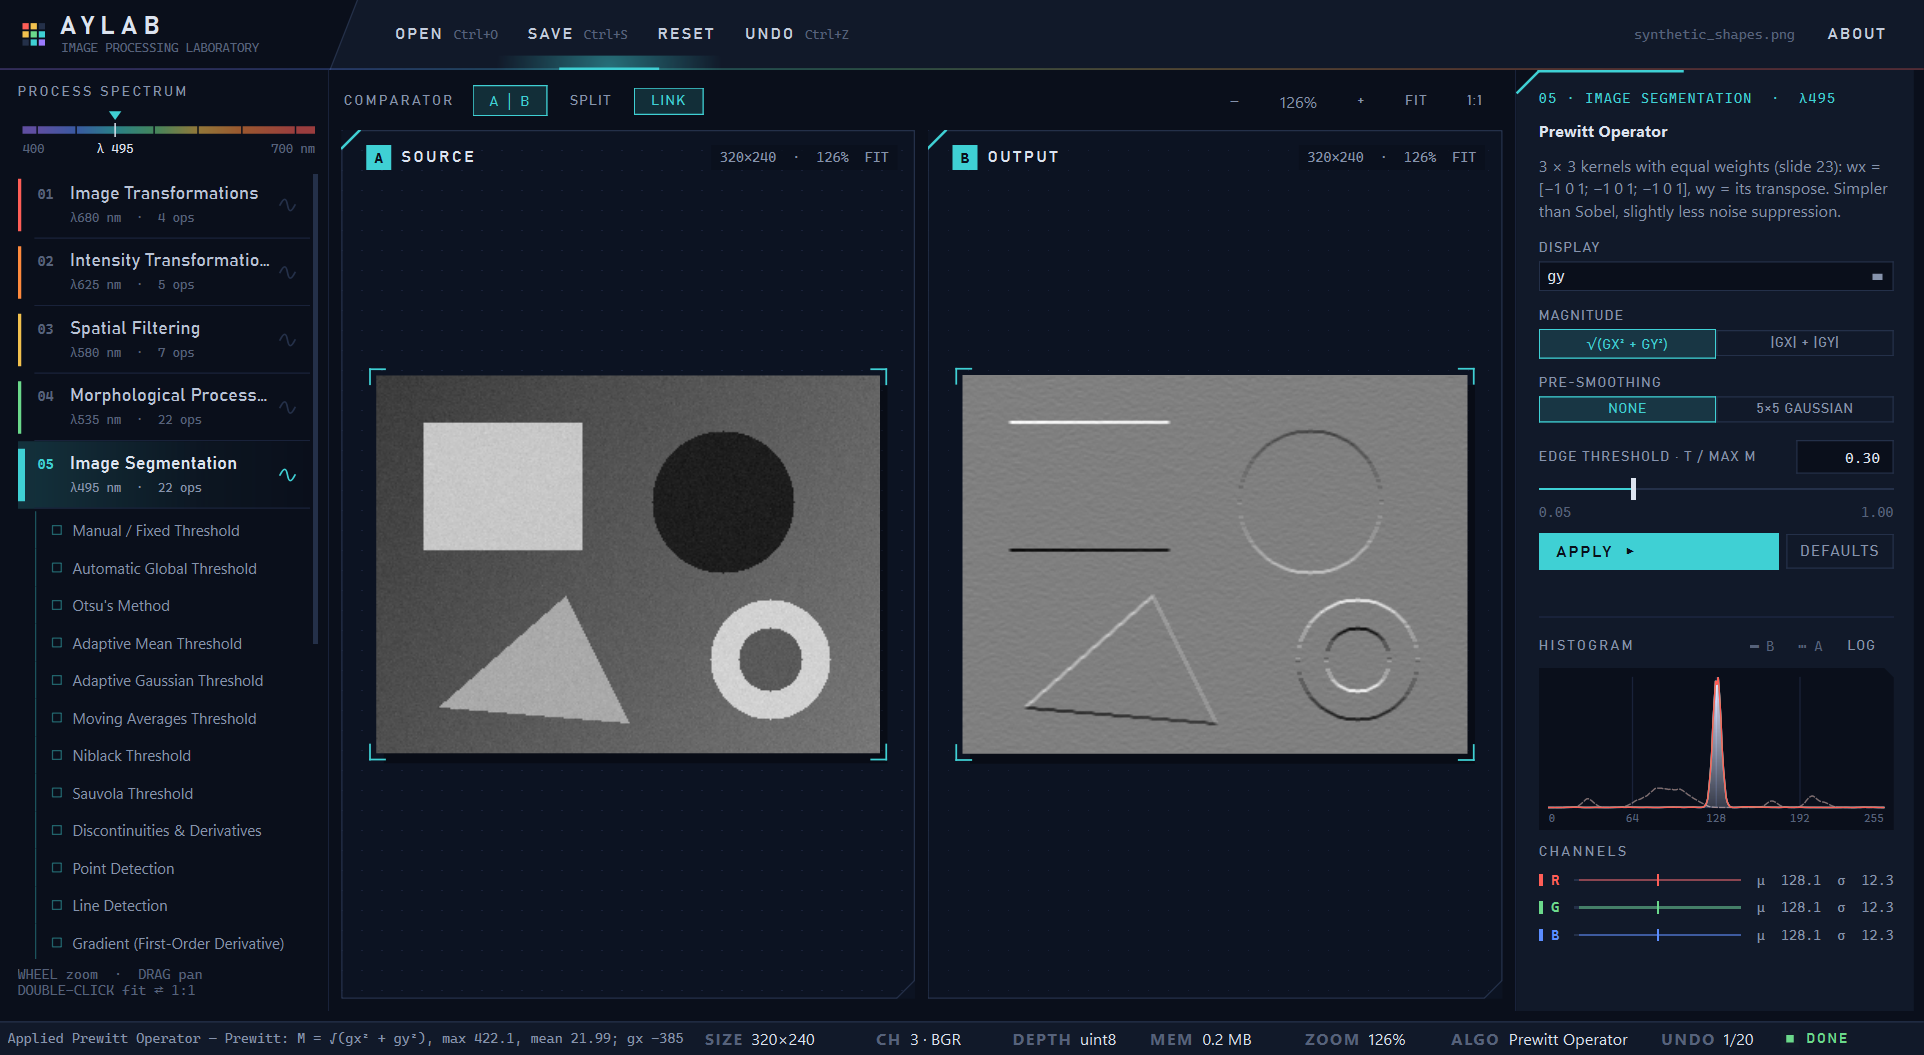 AYLAB
IMAGE PROCESSING LABORATORY
OPEN Ctrl+O SAVE Ctrl+S RESET UNDO Ctrl+Z
synthetic_shapes.png ABOUT
PROCESS SPECTRUM
400 λ 495 700 nm
01 Image Transformations
λ680 nm · 4 ops
02 Intensity Transformatio...
λ625 nm · 5 ops
03 Spatial Filtering
λ580 nm · 7 ops
04 Morphological Process...
λ535 nm · 22 ops
05 Image Segmentation
λ495 nm · 22 ops
Manual / Fixed Threshold
Automatic Global Threshold
Otsu's Method
Adaptive Mean Threshold
Adaptive Gaussian Threshold
Moving Averages Threshold
Niblack Threshold
Sauvola Threshold
Discontinuities & Derivatives
Point Detection
Line Detection
Gradient (First-Order Derivative)
WHEEL zoom · DRAG pan
DOUBLE-CLICK fit ⇄ 1:1
COMPARATOR A | B SPLIT LINK − 126% + FIT 1:1
A SOURCE 320×240 · 126% FIT
B OUTPUT 320×240 · 126% FIT
05 · IMAGE SEGMENTATION · λ495
Prewitt Operator
3 × 3 kernels with equal weights (slide 23): wx =
[−1 0 1; −1 0 1; −1 0 1], wy = its transpose. Simpler
than Sobel, slightly less noise suppression.
DISPLAY
gy
MAGNITUDE
√(GX² + GY²) |GX| + |GY|
PRE-SMOOTHING
NONE 5×5 GAUSSIAN
EDGE THRESHOLD · T / MAX M 0.30
0.05 1.00
APPLY ► DEFAULTS
HISTOGRAM B A LOG
0 64 128 192 255
CHANNELS
R μ 128.1 σ 12.3
G μ 128.1 σ 12.3
B μ 128.1 σ 12.3
Applied Prewitt Operator — Prewitt: M = √(gx² + gy²), max 422.1, mean 21.99; gx −385 SIZE 320×240 CH 3 · BGR DEPTH uint8 MEM 0.2 MB ZOOM 126% ALGO Prewitt Operator UNDO 1/20 DONE